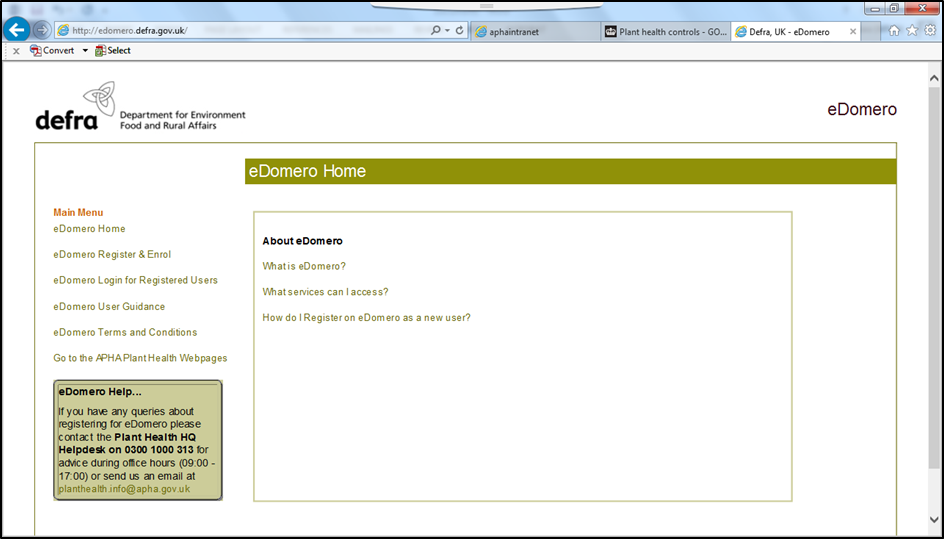 http://edomero.defra.gov.uk/
aphaintranet
Plant health controls - GO...
Defra, UK - eDomero
Convert
Select
defra
Department for Environment
Food and Rural Affairs
eDomero
eDomero Home
Main Menu
eDomero Home
eDomero Register & Enrol
eDomero Login for Registered Users
eDomero User Guidance
eDomero Terms and Conditions
Go to the APHA Plant Health Webpages
eDomero Help...
If you have any queries about
registering for eDomero please
contact the Plant Health HQ
Helpdesk on 0300 1000 313 for
advice during office hours (09:00 -
17:00) or send us an email at
planthealth.info@apha.gov.uk
About eDomero
What is eDomero?
What services can I access?
How do I Register on eDomero as a new user?